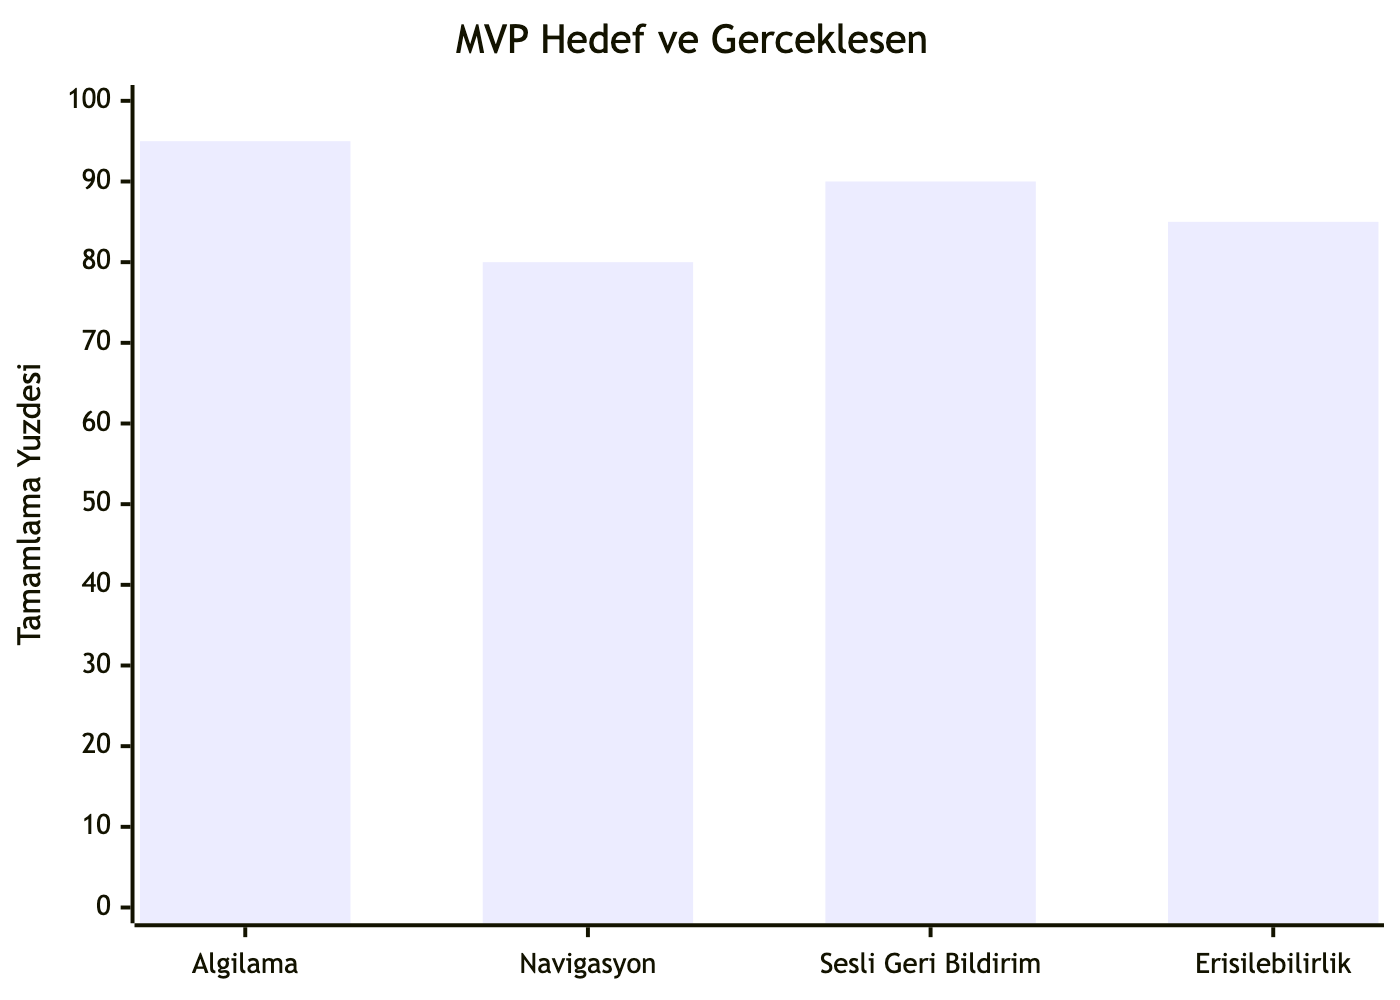 MVP Hedef ve Gerceklesen
Tamamlama Yuzdesi
100
90
80
70
60
50
40
30
20
10
0
Algilama
Navigasyon
Sesli Geri Bildirim
Erisilebilirlik